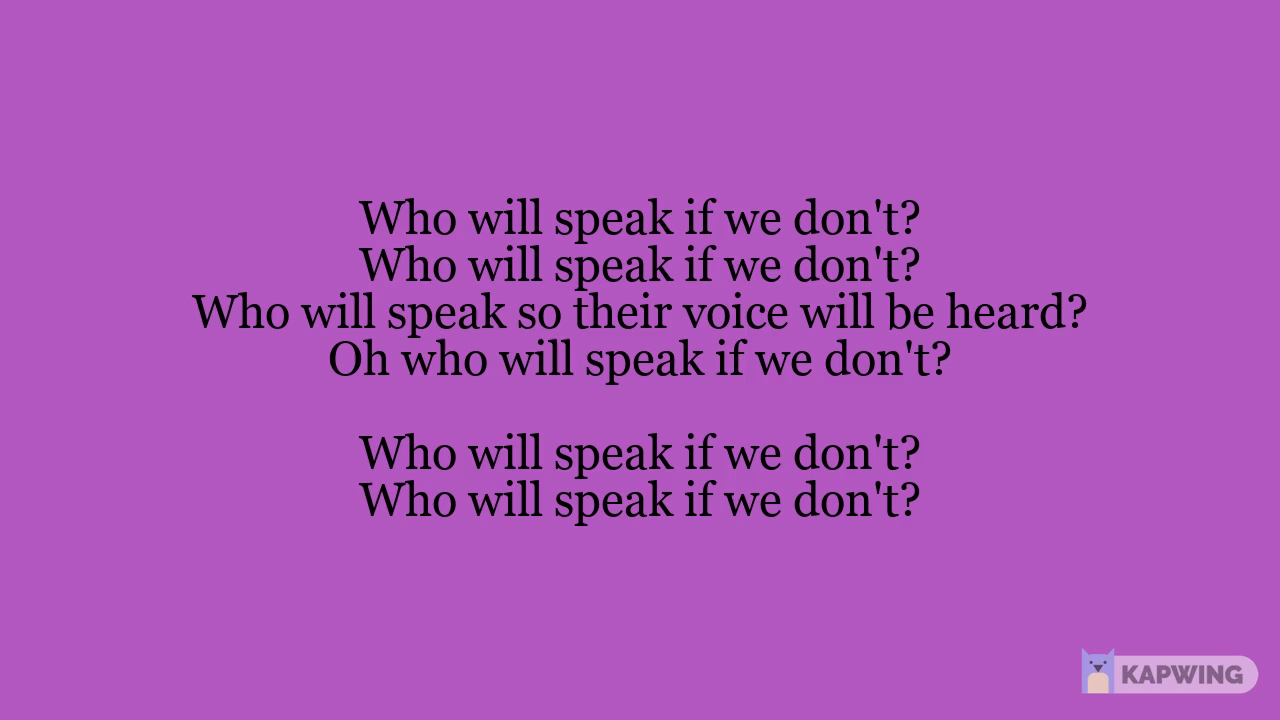 Who will speak if we don't?
Who will speak if we don't?
Who will speak so their voice will be heard?
Oh who will speak if we don't?
Who will speak if we don't?
Who will speak if we don't?
KAPWING